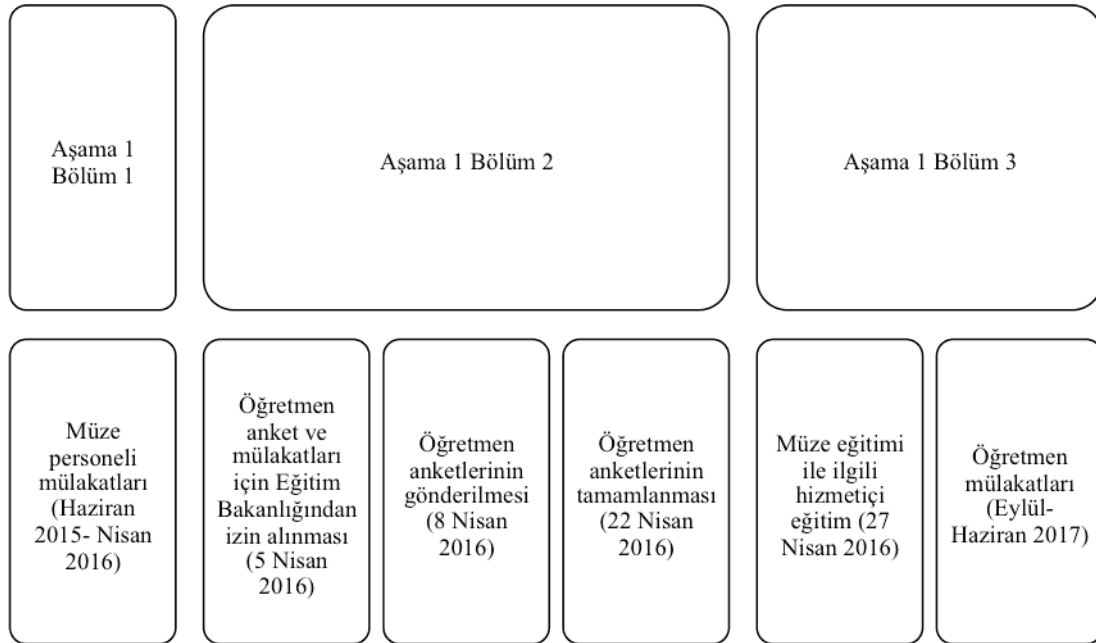 Aşama 1
Bölüm 1
Aşama 1 Bölüm 2
Aşama 1 Bölüm 3
Müze
personeli
mülakatları
(Haziran
2015- Nisan
2016)
Öğretmen
anket ve
mülakatları
için Eğitim
Bakanlığından
izin alınması
(5 Nisan
2016)
Öğretmen
anketlerinin
gönderilmesi
(8 Nisan
2016)
Öğretmen
anketlerinin
tamamlanması
(22 Nisan
2016)
Müze eğitimi
ile ilgili
hizmetiçi
eğitim (27
Nisan 2016)
Öğretmen
mülakatları
(Eylül-
Haziran 2017)